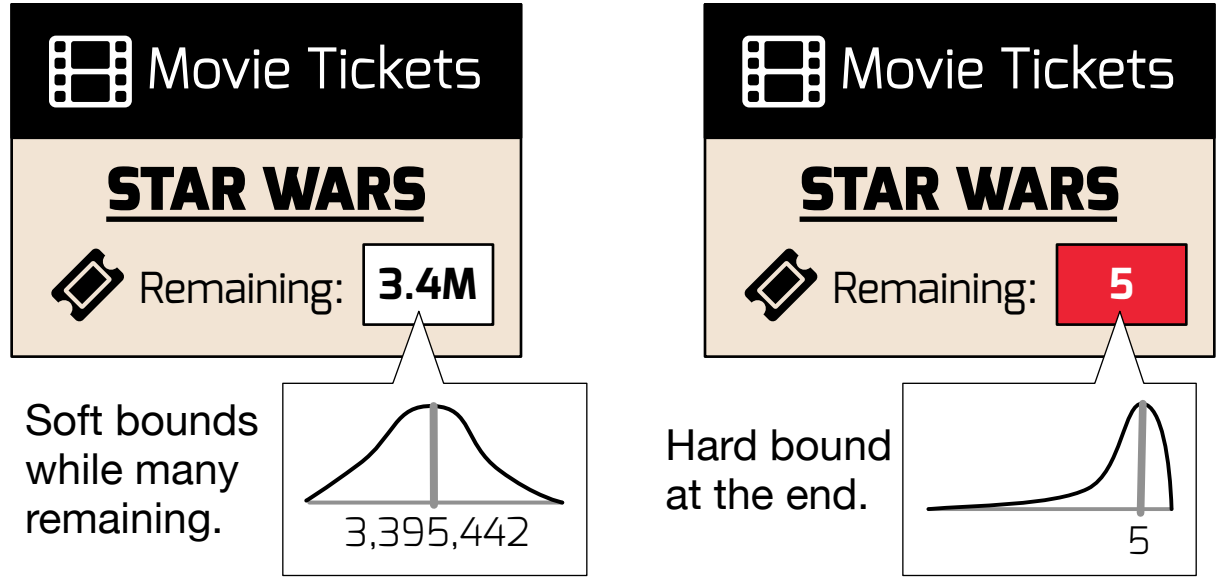 Movie Tickets
STAR WARS
Remaining: 3.4M
Soft bounds
while many
remaining.
3,395,442
Movie Tickets
STAR WARS
Remaining: 5
Hard bound
at the end.
5